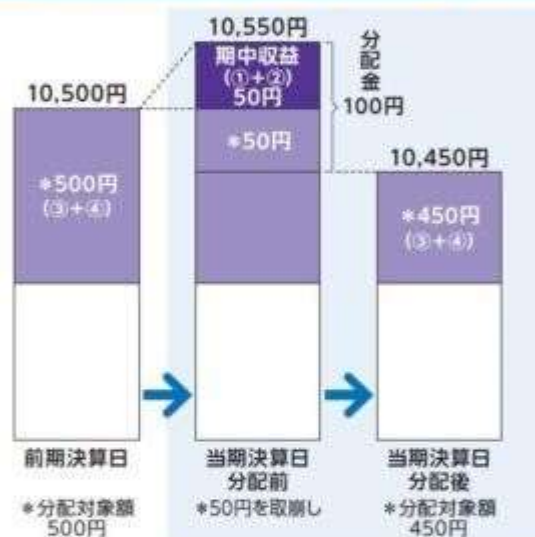 10,550円
期中収益
(①+②)
50円
分配金
100円
10,500円
*50円
10,450円
*500円
(③+④)
*450円
(③+④)
前期決算日
当期決算日
分配前
当期決算日
分配後
*分配対象額
500円
*50円を取崩し
*分配対象額
450円